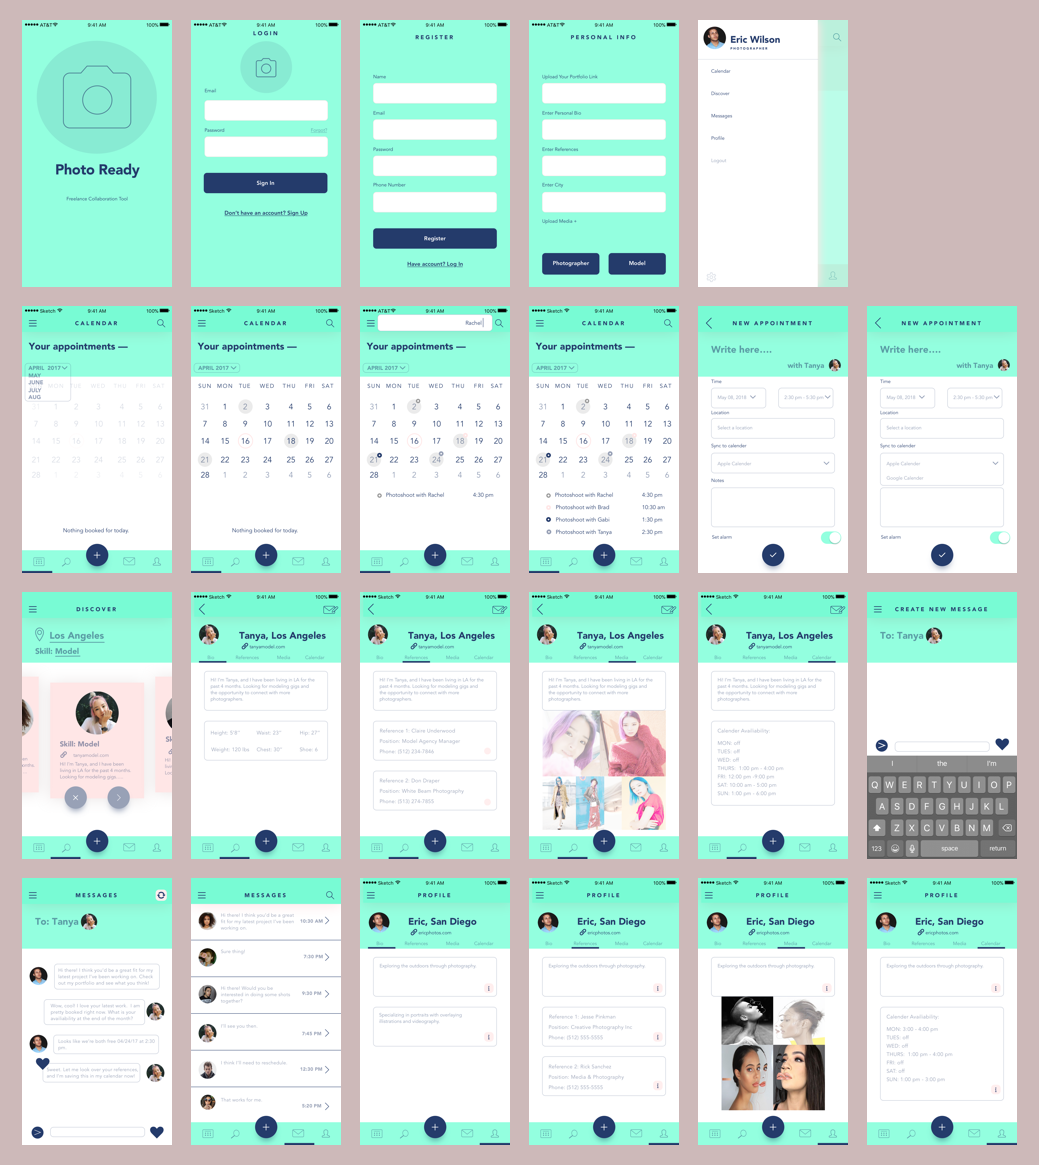 ●●●●● AT&T 9:41 AM 100%
Photo Ready
Freelance Collaboration Tool
●●●●● AT&T 9:41 AM 100%
LOGIN
Email
Password Forgot?
Sign In
Don't have an account? Sign Up
●●●●● AT&T 9:41 AM 100%
REGISTER
Name
Email
Password
Phone Number
Register
Have account? Log In
●●●●● AT&T 9:41 AM 100%
PERSONAL INFO
Upload Your Portfolio Link
Enter Personal Bio
Enter References
Enter City
Upload Media +
Photographer Model
Eric Wilson
PHOTOGRAPHER
Calendar
Discover
Messages
Profile
Logout
●●●●● Sketch 9:41 AM 100%
CALENDAR
Your appointments —
APRIL 2017
MAY
JUNE
JULY
AUG
MON TUE WED THU FRI SAT
31 1 2 3 4 5 6
7 8 9 10 11 12 13
14 15 16 17 18 19 20
21 22 23 24 25 26 27
28 1 2 3 4 5 6
Nothing booked for today.
●●●●● Sketch 9:41 AM 100%
CALENDAR
Your appointments —
APRIL 2017
SUN MON TUE WED THU FRI SAT
31 1 2 3 4 5 6
7 8 9 10 11 12 13
14 15 16 17 18 19 20
21 22 23 24 25 26 27
28 1 2 3 4 5 6
Nothing booked for today.
●●●●● AT&T 9:41 AM 100%
Rachel
Your appointments —
APRIL 2017
SUN MON TUE WED THU FRI SAT
31 1 2 3 4 5 6
7 8 9 10 11 12 13
14 15 16 17 18 19 20
21 22 23 24 25 26 27
28 1 2 3 4 5 6
Photoshoot with Rachel 4:30 pm
●●●●● AT&T 9:41 AM 100%
CALENDAR
Your appointments —
APRIL 2017
SUN MON TUE WED THU FRI SAT
31 1 2 3 4 5 6
7 8 9 10 11 12 13
14 15 16 17 18 19 20
21 22 23 24 25 26 27
28 1 2 3 4 5 6
Photoshoot with Rachel 4:30 pm
Photoshoot with Brad 10:30 am
Photoshoot with Gabi 1:30 pm
Photoshoot with Tanya 2:30 pm
●●●●● Sketch 9:41 AM 100%
NEW APPOINTMENT
Write here....
with Tanya
Time
May 08, 2018 2:30 pm - 5:30 pm
Location
Select a location
Sync to calender
Apple Calender
Notes
Set alarm
●●●●● Sketch 9:41 AM 100%
NEW APPOINTMENT
Write here....
with Tanya
Time
May 08, 2018 2:30 pm - 5:30 pm
Location
Select a location
Sync to calender
Apple Calender
Google Calender
Set alarm
DISCOVER
Los Angeles
Skill: Model
Skill: Model
tanyamodel.com
Hi! I'm Tanya, and I have been
living in LA for the past 4 months.
Looking for modeling gigs....
●●●●● Sketch 9:41 AM 100%
Tanya, Los Angeles
tanyamodel.com
Bio References Media Calendar
Hi! I'm Tanya, and I have been living in LA for the
past 4 months. Looking for modeling gigs and
the opportunity to connect with more
photographers.
Height: 5'8" Waist: 23" Hip: 27"
Weight: 120 lbs Chest: 30" Shoe: 6
●●●●● Sketch 9:41 AM 100%
Tanya, Los Angeles
tanyamodel.com
Bio References Media Calendar
Hi! I'm Tanya, and I have been living in LA for the
past 4 months. Looking for modeling gigs and
the opportunity to connect with more
photographers.
Reference 1: Claire Underwood
Position: Model Agency Manager
Phone: (512) 234-7866
Reference 2: Don Draper
Position: White Beam Photography
Phone: (513) 274-7855
●●●●● Sketch 9:41 AM 100%
Tanya, Los Angeles
tanyamodel.com
Bio References Media Calendar
Hi! I'm Tanya, and I have been living in LA for the
past 4 months. Looking for modeling gigs and
the opportunity to connect with more
photographers.
●●●●● Sketch 9:41 AM 100%
Tanya, Los Angeles
tanyamodel.com
Bio References Media Calendar
Hi! I'm Tanya, and I have been living in LA for the
past 4 months. Looking for modeling gigs and
the opportunity to connect with more
photographers.
Calendar Availability:
MON: off
TUES: off
WED: off
THURS: 1:00 pm - 4:00 pm
FRI: 12:00 pm -9:00 pm
SAT: 10:00 am - 5:00 pm
SUN: 1:00 pm - 6:00 pm
CREATE NEW MESSAGE
To: Tanya
I the I'm
Q W E R T Y U I O P
A S D F G H J K L
Z X C V B N M
123 space return
MESSAGES
To: Tanya
Hi there! I think you'd be a great fit for my
latest project I've been working on. Check
out my portfolio and see what you think!
Wow, cool! I love your latest work. I am
pretty booked right now. What is your
availability at the end of the month?
Looks like we're both free 04/24/17 at 2:30
pm.
Sweet. Let me look over your references,
and I'm saving this in my calendar now!
●●●●● Sketch 9:41 AM 100%
MESSAGES
Hi there! I think you'd be a great
fit for my latest project I've been
working on.
10:30 AM
Sure thing!
7:30 PM
Hi there! Would you be
interested in doing some shots
together?
9:30 PM
I'll see you then.
7:45 PM
I think I'll need to reschedule.
12:30 PM
That works for me.
5:20 PM
●●●●● Sketch 9:41 AM 100%
PROFILE
Eric, San Diego
ericphotos.com
Bio References Media Calendar
Exploring the outdoors through photography.
Specializing in portraits with overlaping
litterations and videography.
●●●●● Sketch 9:41 AM 100%
PROFILE
Eric, San Diego
ericphotos.com
Bio References Media Calendar
Exploring the outdoors through photography.
Reference 1: Jesse Pinkman
Position: Creative Photography Inc
Phone: (512) 555-5555
Reference 2: Rick Sanchez
Position: Media & Photography
Phone: (512) 555-5555
●●●●● Sketch 9:41 AM 100%
PROFILE
Eric, San Diego
ericphotos.com
Bio References Media Calendar
Exploring the outdoors through photography.
●●●●● Sketch 9:41 AM 100%
PROFILE
Eric, San Diego
ericphotos.com
Bio References Media Calendar
Exploring the outdoors through photography.
Calendar Availability:
MON: 3:00 - 4:00 pm
TUES: off
WED: off
THURS: 1:00 pm - 4:00 pm
FRI: off
SAT: off
SUN: 1:00 pm - 3:00 pm